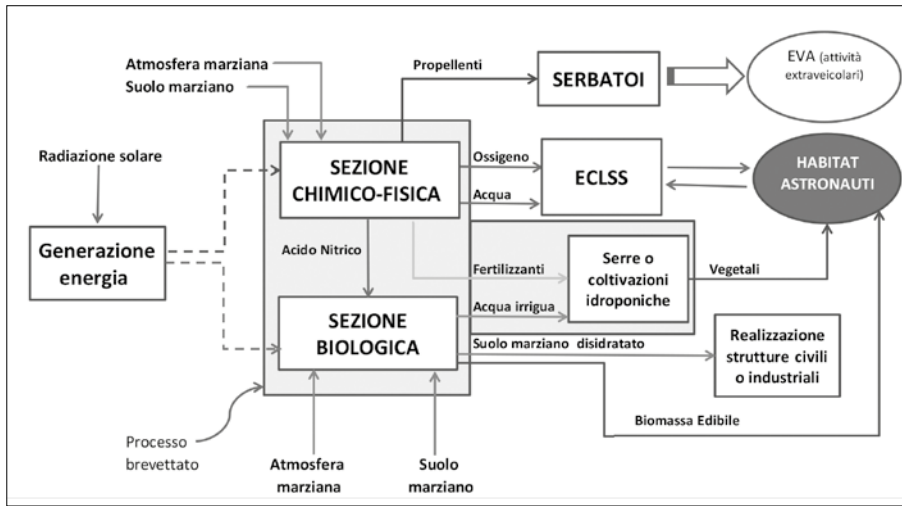 Atmosfera marziana
Suolo marziano
Propellenti
SERBATOI
EVA (attività
extraveicolari)
Radiazione solare
SEZIONE
CHIMICO-FISICA
Ossigeno
Acqua
ECLSS
HABITAT
ASTRONAUTI
Generazione
energia
Acido Nitrico
Fertilizzanti
Acqua irrigua
Serre o
coltivazioni
idroponiche
Vegetali
SEZIONE
BIOLOGICA
Suolo marziano disidratato
Realizzazione
strutture civili
o industriali
Biomassa Edibile
Processo
brevettato
Atmosfera
marziana
Suolo
marziano